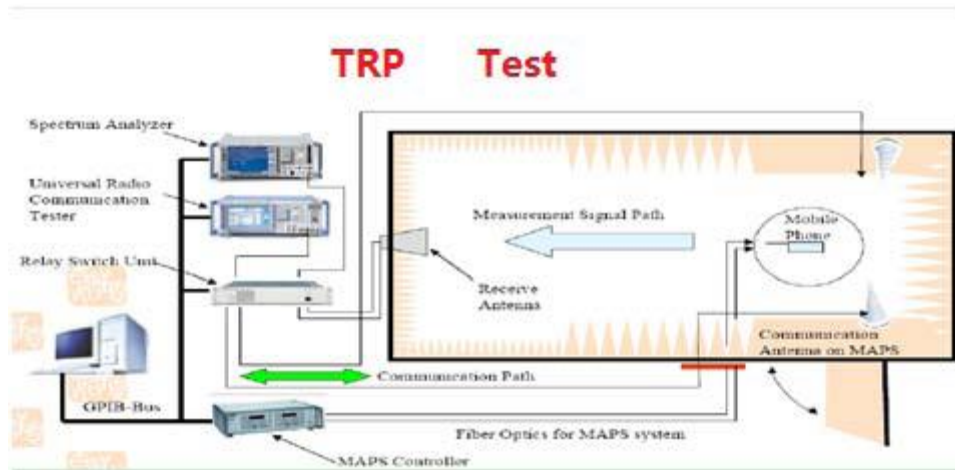 TRP Test
Spectrum Analyzer
Universal Radio
Communication
Tester
Relay Switch Unit
Measurement Signal Path
Mobile
Phone
Receive
Antenna
Communication
Antenna on MAPS
Communication Path
GPIB-Bus
Fiber Optics for MAPS system
MAPS Controller